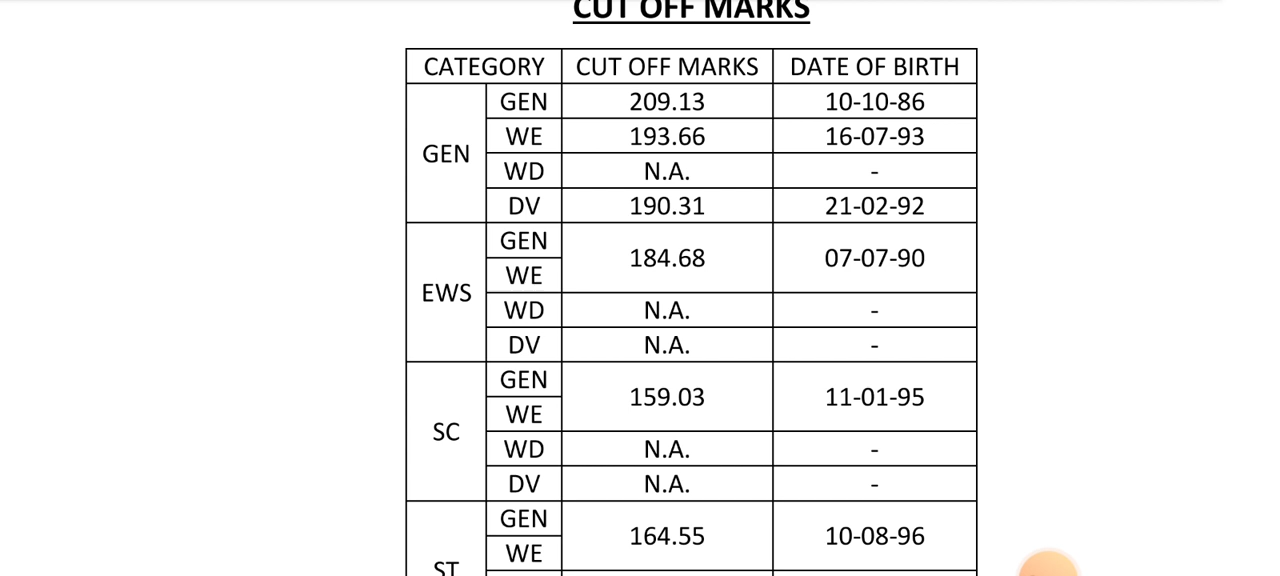 CUT OFF MARKS
CATEGORY CUT OFF MARKS DATE OF BIRTH
GEN GEN 209.13 10-10-86
WE 193.66 16-07-93
WD N.A. -
DV 190.31 21-02-92
EWS GEN 184.68 07-07-90
WE
WD N.A. -
DV N.A. -
SC GEN 159.03 11-01-95
WE
WD N.A. -
DV N.A. -
ST GEN 164.55 10-08-96
WE